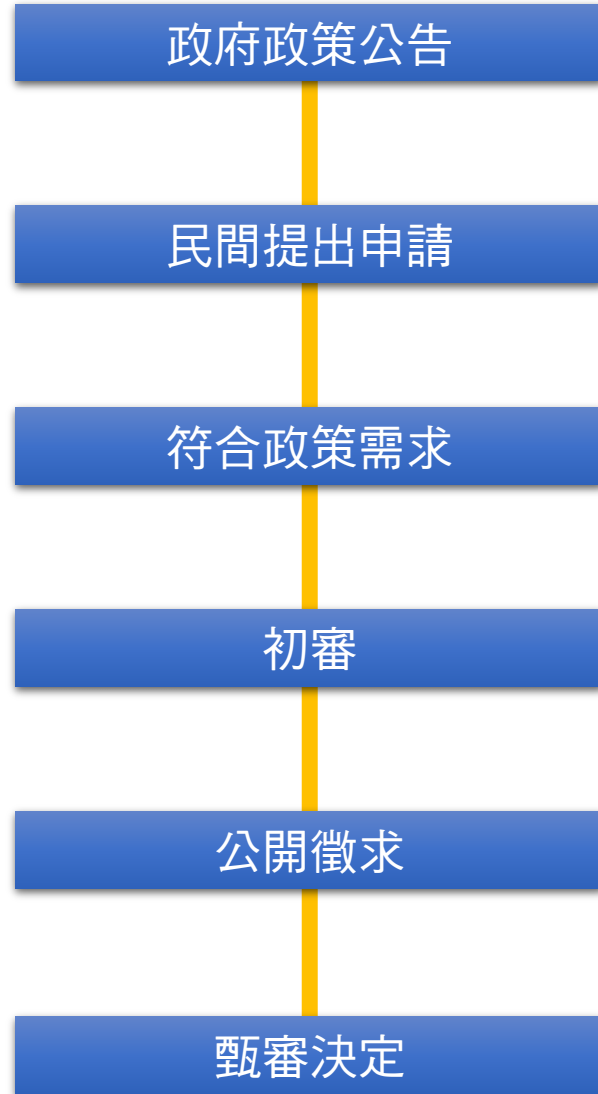 政府政策公告
民間提出申請
符合政策需求
初審
公開徵求
甄審決定